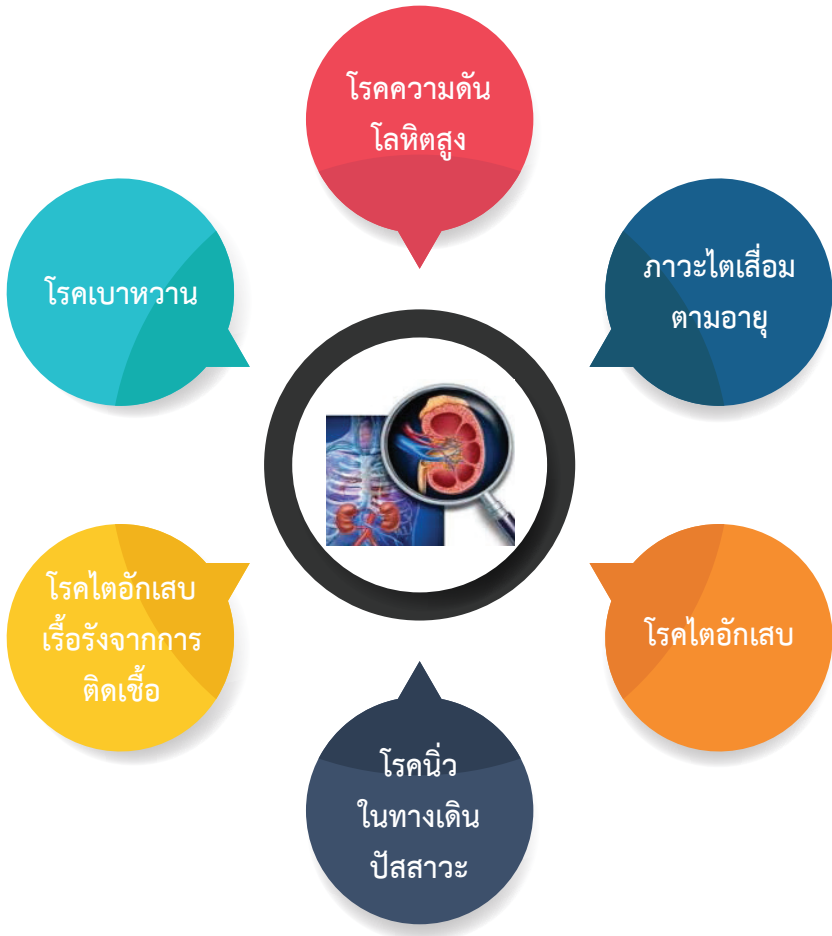 โรคความดัน
โลหิตสูง
ภาวะไตเสื่อม
ตามอายุ
โรคเบาหวาน
โรคไตอักเสบ
เรื้อรังจากการ
ติดเชื้อ
โรคไตอักเสบ
โรคนิ่ว
ในทางเดิน
ปัสสาวะ